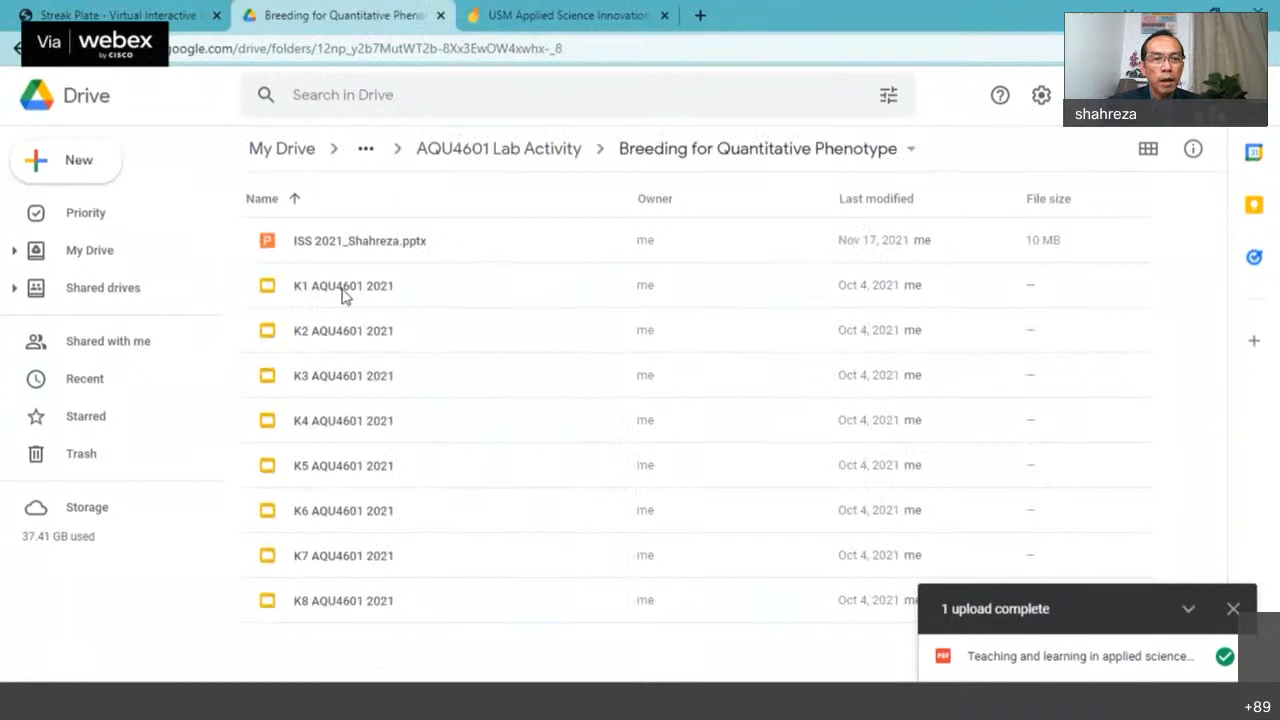 Streak Plate - Virtual Interactive
Breeding for Quantitative Pheno
USM Applied Science Innovation
Via webex by CISCO
google.com/drive/folders/12np_y2b7MutWT2b-8Xx3EwOW4xwhx-_8
Drive
Search in Drive
shahreza
New
My Drive ••• AQU4601 Lab Activity Breeding for Quantitative Phenotype
31
Priority
My Drive
Shared drives
Shared with me
Recent
Starred
Trash
Storage
37.41 GB used
Name Owner Last modified File size
P ISS 2021_Shahreza.pptx me Nov 17, 2021 me 10 MB
K1 AQU4601 2021 me Oct 4, 2021 me –
K2 AQU4601 2021 me Oct 4, 2021 me –
K3 AQU4601 2021 me Oct 4, 2021 me –
K4 AQU4601 2021 me Oct 4, 2021 me –
K5 AQU4601 2021 me Oct 4, 2021 me –
K6 AQU4601 2021 me Oct 4, 2021 me –
K7 AQU4601 2021 me Oct 4, 2021 me –
K8 AQU4601 2021 me Oct 4, 2021 me
1 upload complete
PDF Teaching and learning in applied science...
+89